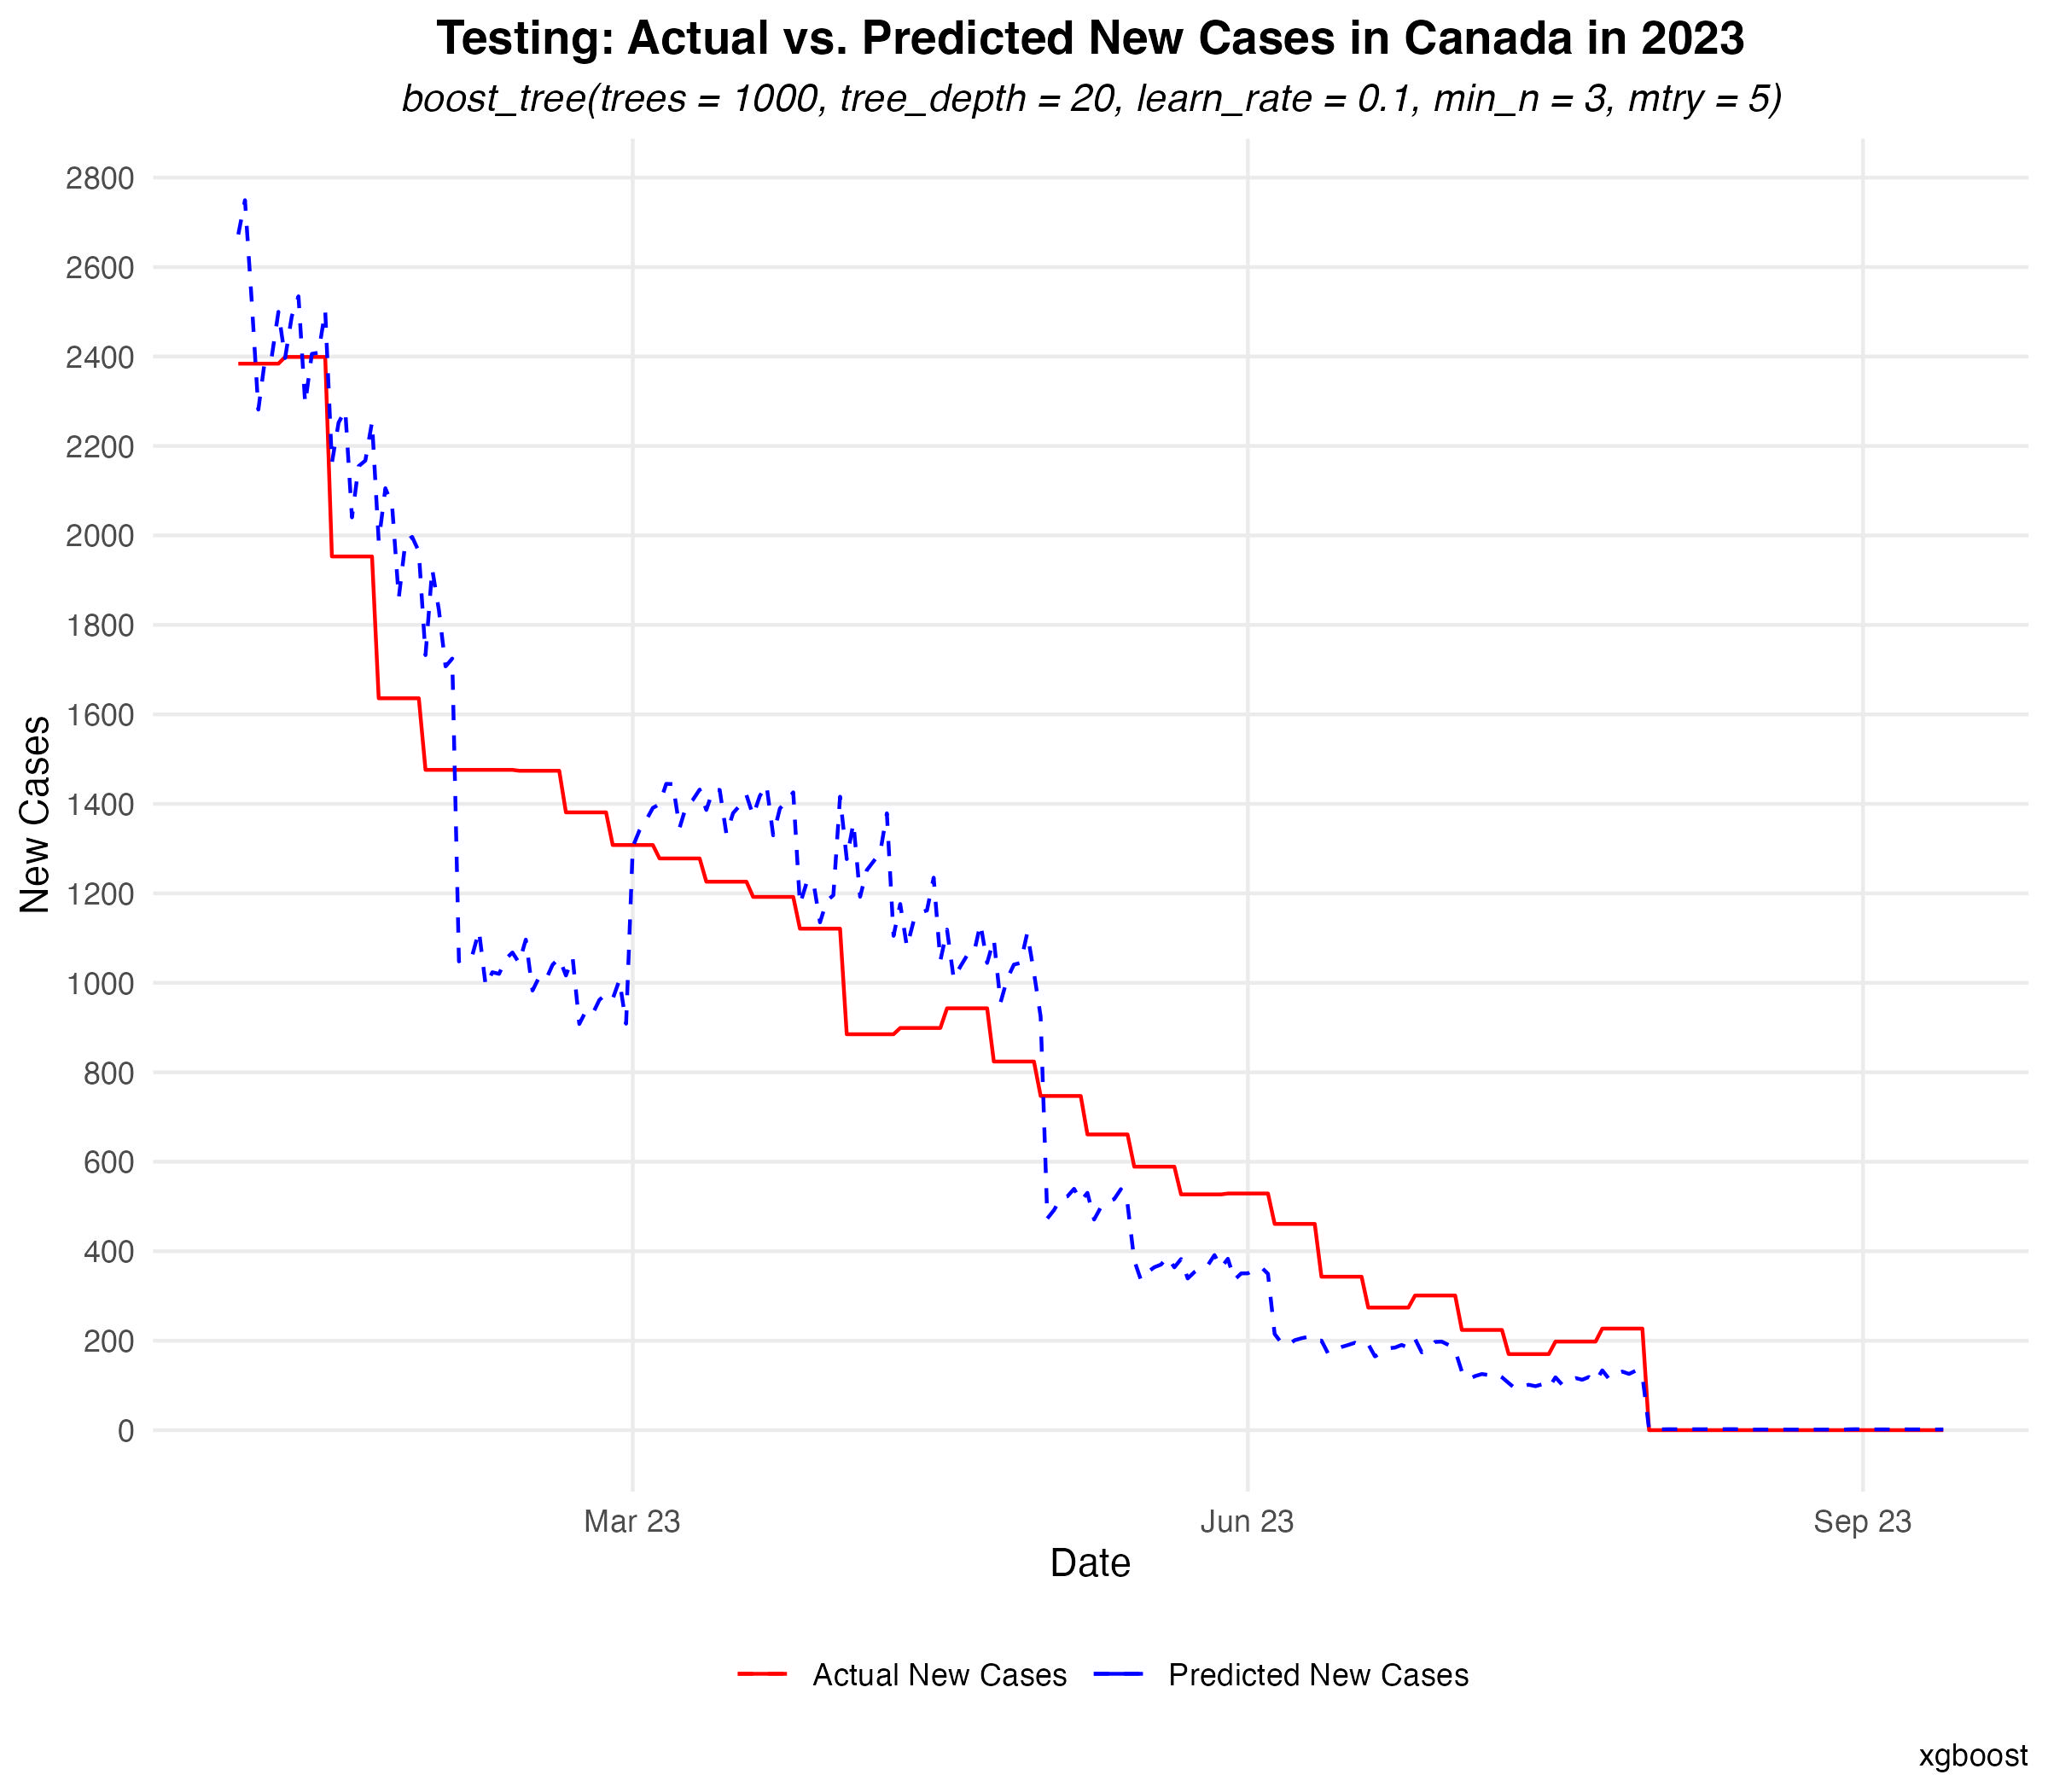 Testing: Actual vs. Predicted New Cases in Canada in 2023
boost_tree(trees = 1000, tree_depth = 20, learn_rate = 0.1, min_n = 3, mtry = 5)
New Cases
2800
2600
2400
2200
2000
1800
1600
1400
1200
1000
800
600
400
200
0
Mar 23 Jun 23 Sep 23
Date
Actual New Cases Predicted New Cases
xgboost